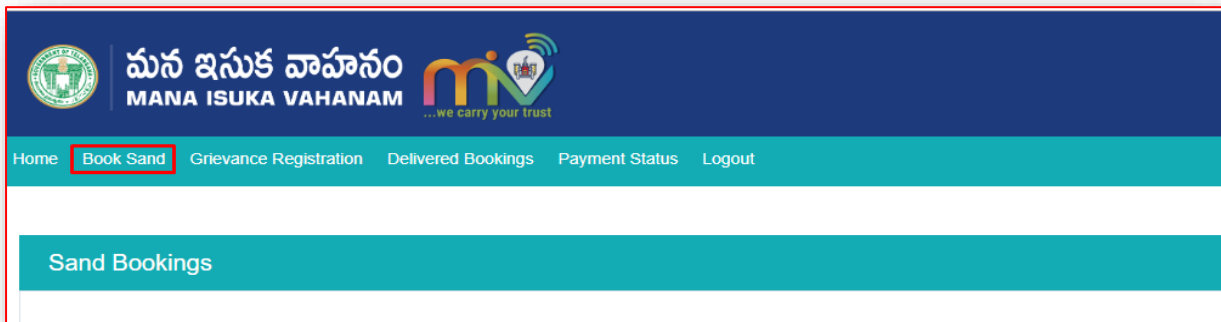 మన ఇసుక వాహనం
MANA ISUKA VAHANAM
miv
...we carry your trust
Home Book Sand Grievance Registration Delivered Bookings Payment Status Logout
Sand Bookings